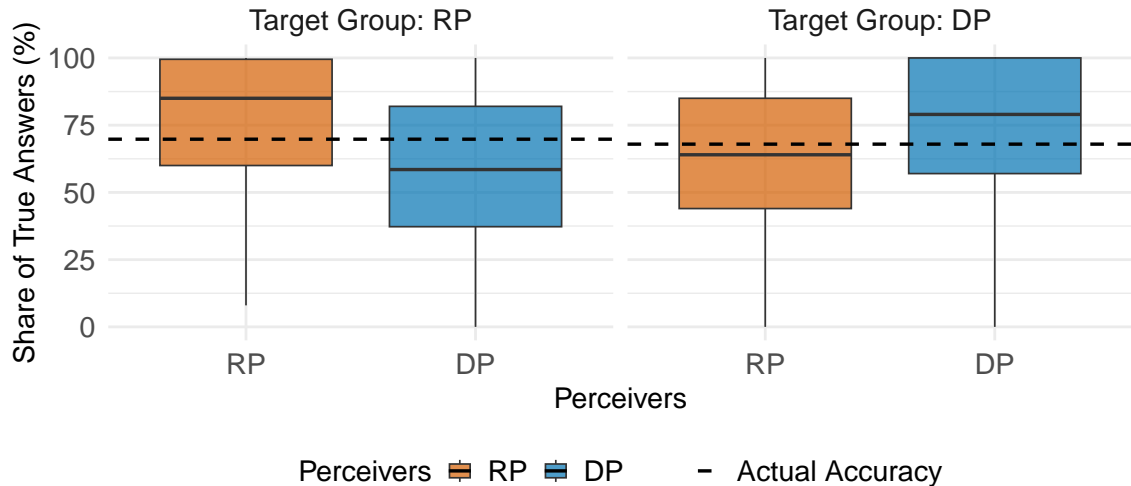 Target Group: RP
Target Group: DP
Share of True Answers (%)
100
75
50
25
0
RP
DP
RP
DP
Perceivers
Perceivers RP DP Actual Accuracy